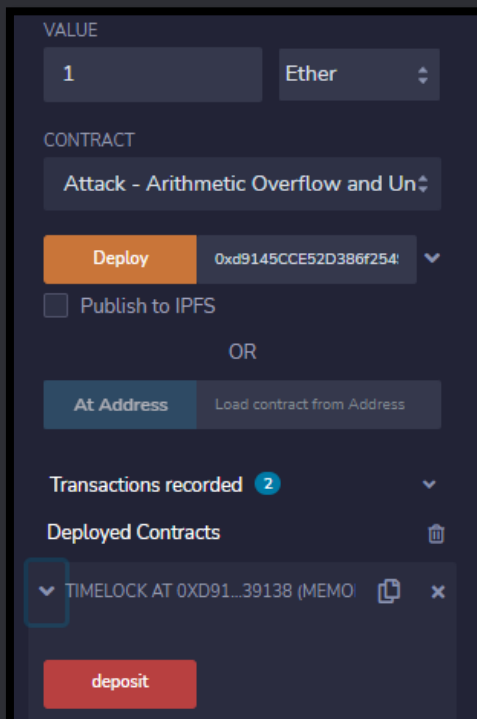 VALUE
1 Ether
CONTRACT
Attack - Arithmetic Overflow and Un
Deploy 0xd9145CCE52D386f254
Publish to IPFS
OR
At Address Load contract from Address
Transactions recorded 2
Deployed Contracts
TIMELOCK AT 0XD91...39138 (MEMO
deposit